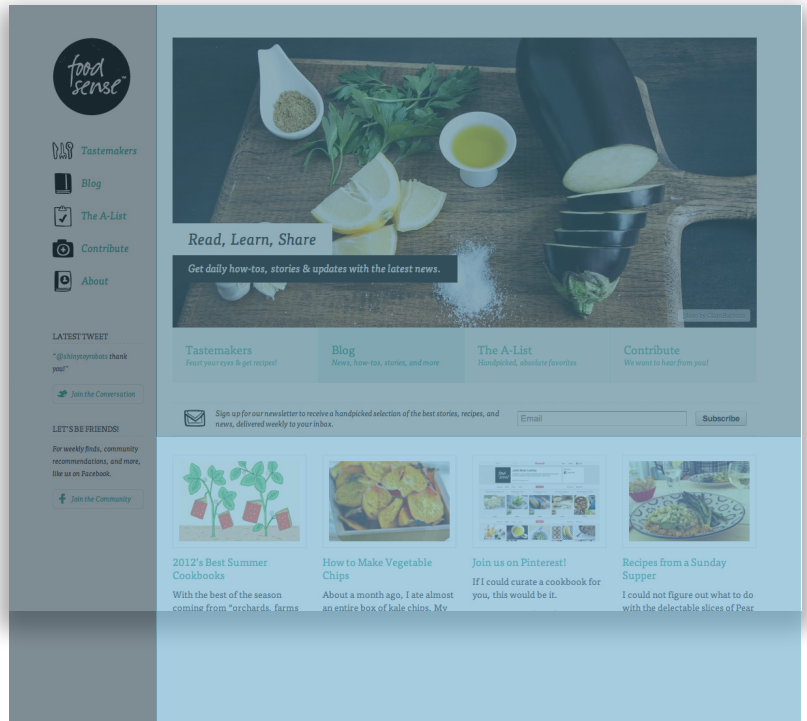 food
sense™
Tastemakers
Blog
The A-List
Contribute
About
LATEST TWEET
"@shinyoyrobots thank
you!"
Join the Conversation
LET'S BE FRIENDS!
For weekly finds, community
recommendations, and more,
like us on Facebook.
Join the Community
Read, Learn, Share
Get daily how-tos, stories & updates with the latest news.
Tastemakers
Feast your eyes & get recipes!
Blog
News, how-tos, stories, and more
The A-List
Handpicked, absolute favorites
Contribute
We want to hear from you!
Sign up for our newsletter to receive a handpicked selection of the best stories, recipes, and
news, delivered weekly to your inbox.
Email
Subscribe
2012's Best Summer
Cookbooks
With the best of the season
coming from "orchards, farms
How to Make Vegetable
Chips
About a month ago, I ate almost
an entire box of kale chips. My
Join us on Pinterest!
If I could curate a cookbook for
you, this would be it.
Recipes from a Sunday
Supper
I could not figure out what to do
with the delectable slices of Pear